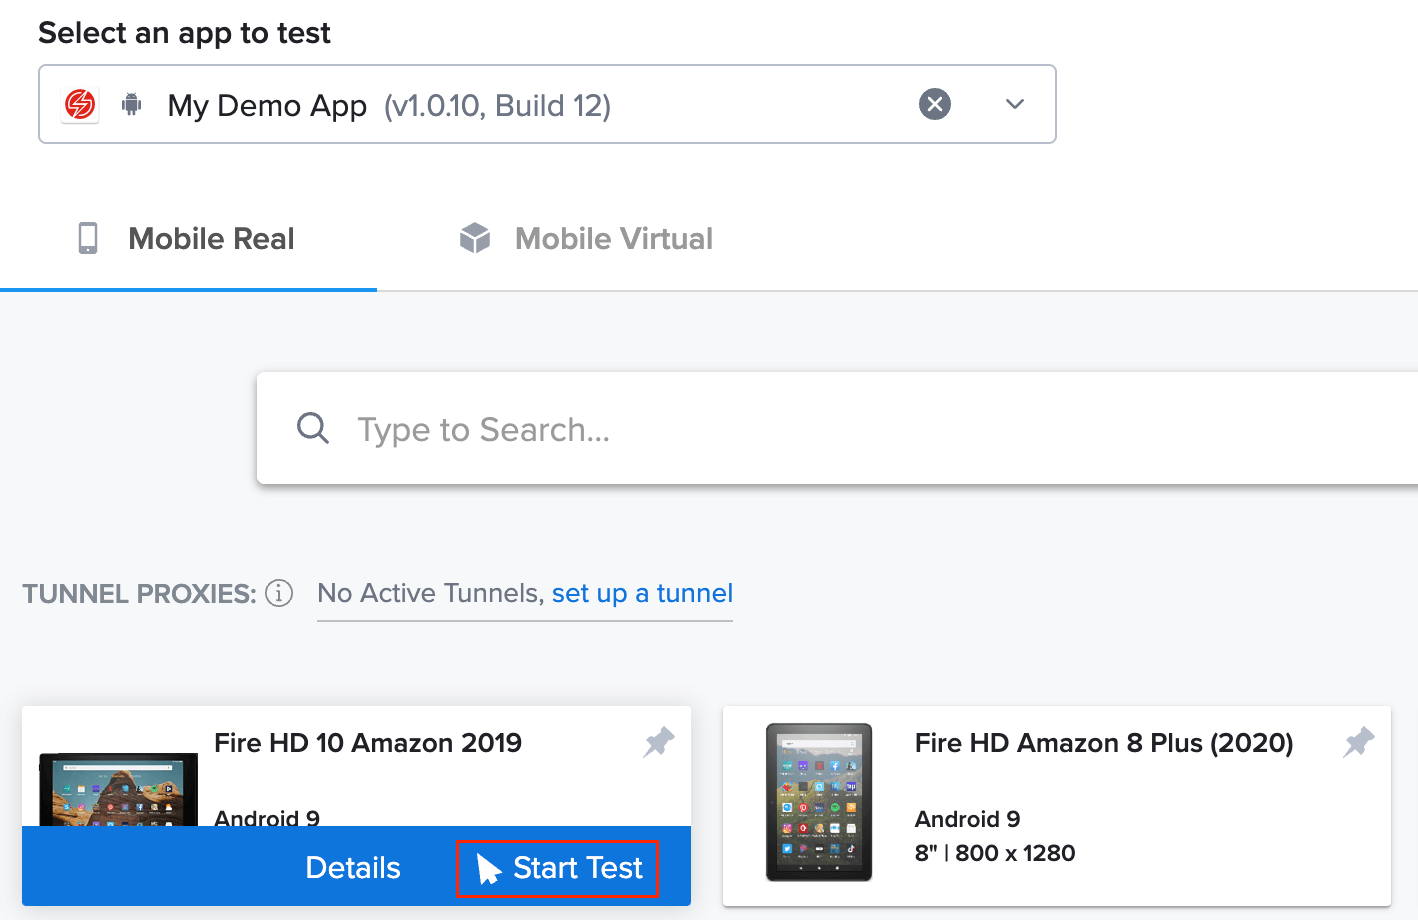 Select an app to test
My Demo App (v1.0.10, Build 12)
Mobile Real
Mobile Virtual
Type to Search...
TUNNEL PROXIES: No Active Tunnels, set up a tunnel
Fire HD 10 Amazon 2019
Android 9
Details
Start Test
Fire HD Amazon 8 Plus (2020)
Android 9
8" | 800 x 1280